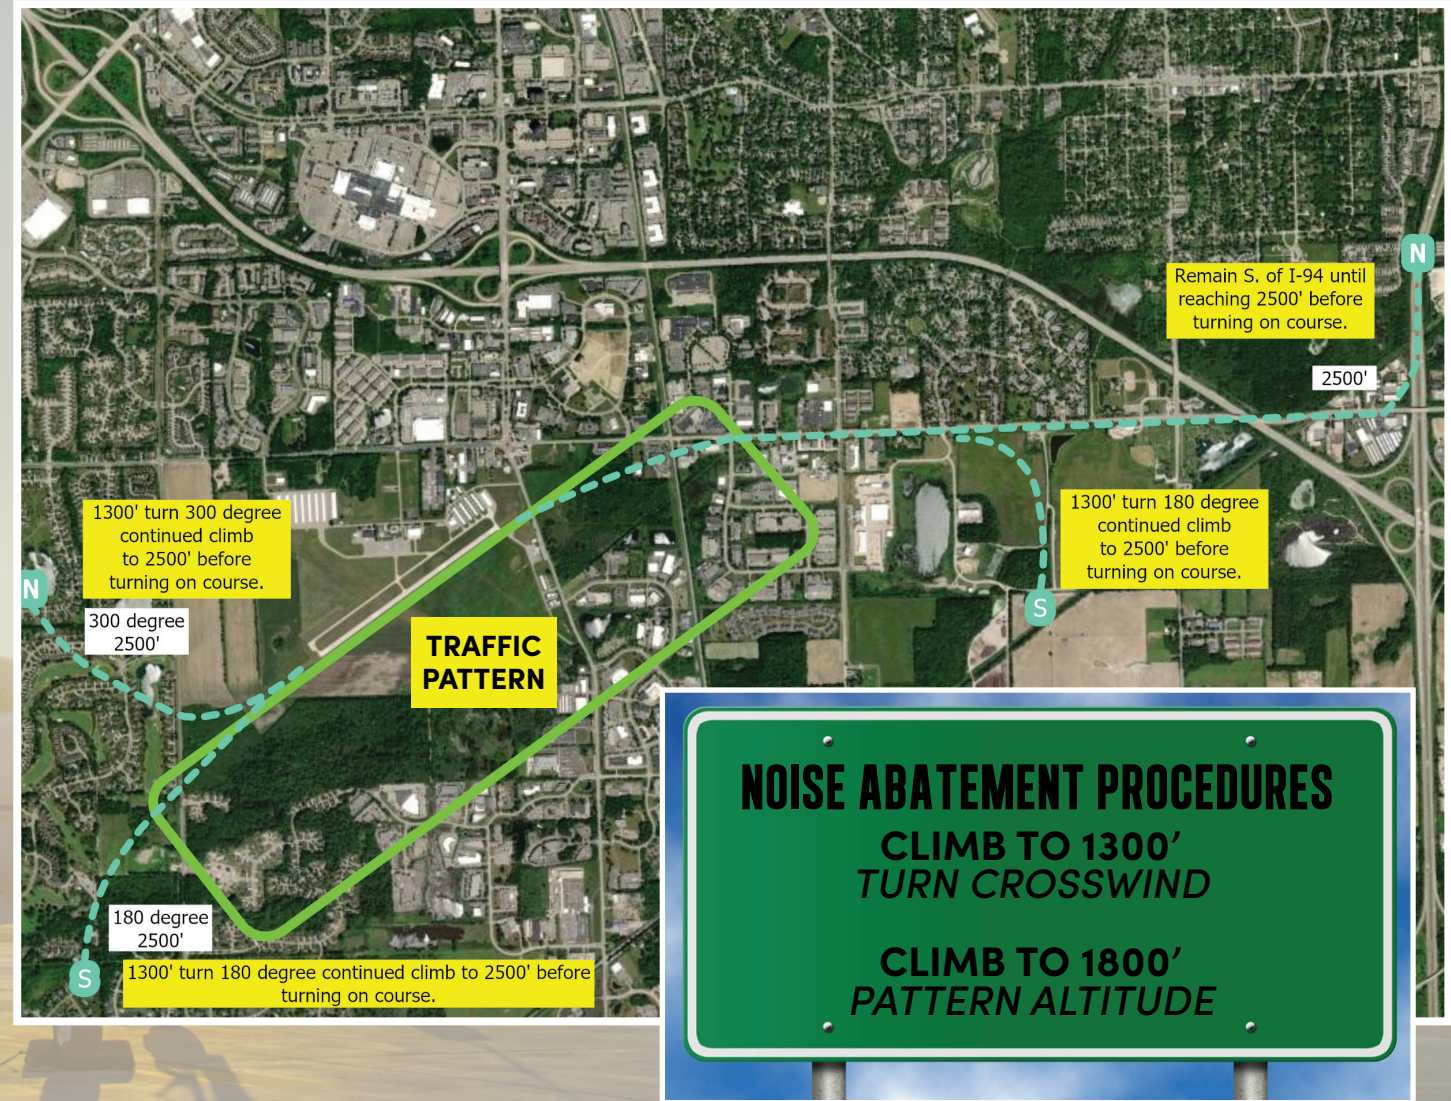 N
Remain S. of I-94 until
reaching 2500' before
turning on course.
2500'
1300' turn 300 degree
continued climb
to 2500' before
turning on course.
N
300 degree
2500'
1300' turn 180 degree
continued climb
to 2500' before
turning on course.
S
TRAFFIC
PATTERN
180 degree
2500'
S
1300' turn 180 degree continued climb to 2500' before
turning on course.
NOISE ABATEMENT PROCEDURES
CLIMB TO 1300’
TURN CROSSWIND
CLIMB TO 1800’
PATTERN ALTITUDE